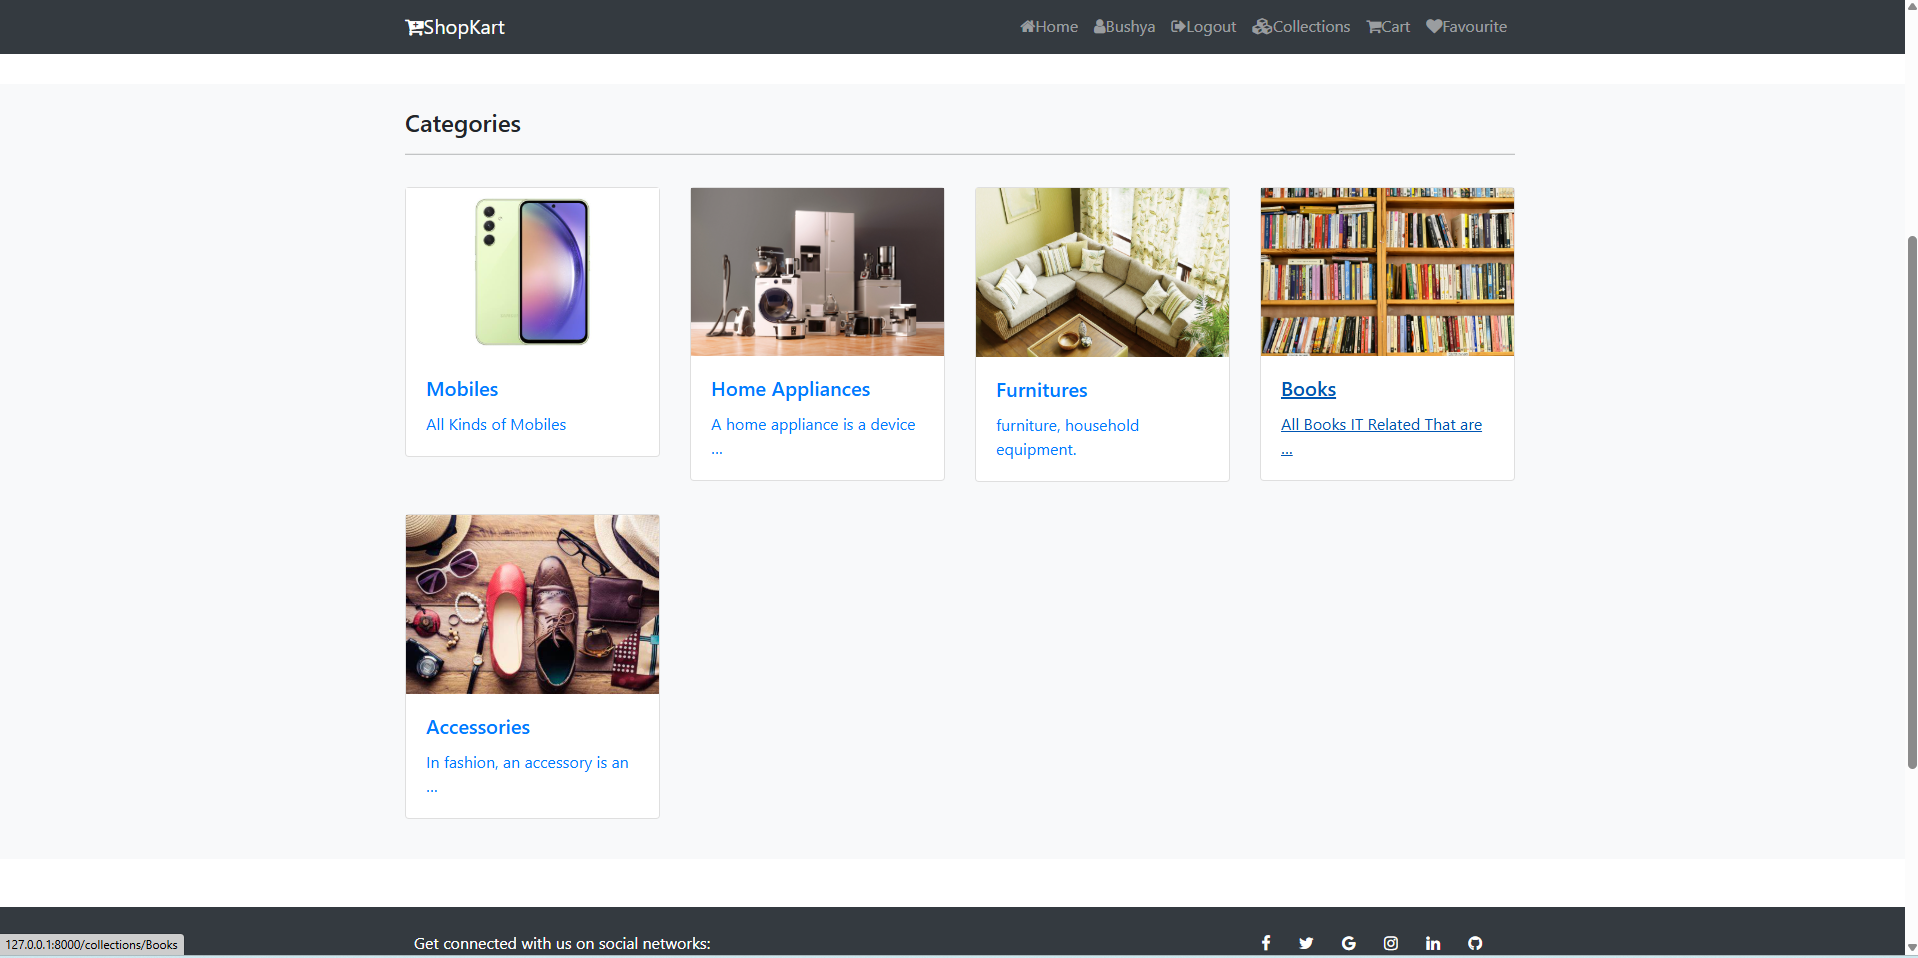 ShopKart
Home Bushya Logout Collections Cart Favourite
Categories
Mobiles
All Kinds of Mobiles
Home Appliances
A home appliance is a device
...
Furnitures
furniture, household
equipment.
Books
All Books IT Related That are
...
Accessories
In fashion, an accessory is an
...
Get connected with us on social networks:
127.0.0.1:8000/collections/Books